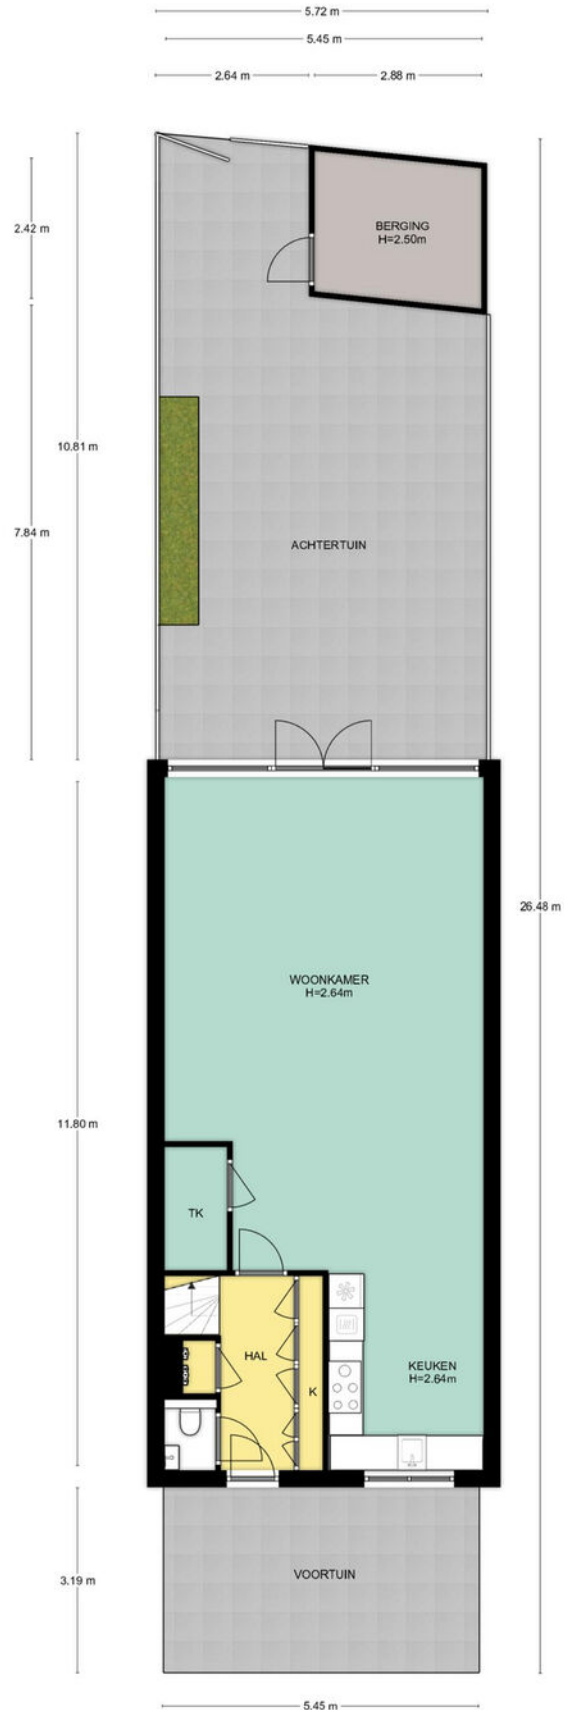 5.72 m
5.45 m
2.64 m
2.88 m
2.42 m
BERGING
H=2.50m
10.81 m
7.84 m
ACHTERTUIN
26.48 m
WOONKAMER
H=2.64m
11.80 m
TK
HAL
KEUKEN
H=2.64m
K
VOORTUIN
3.19 m
5.45 m